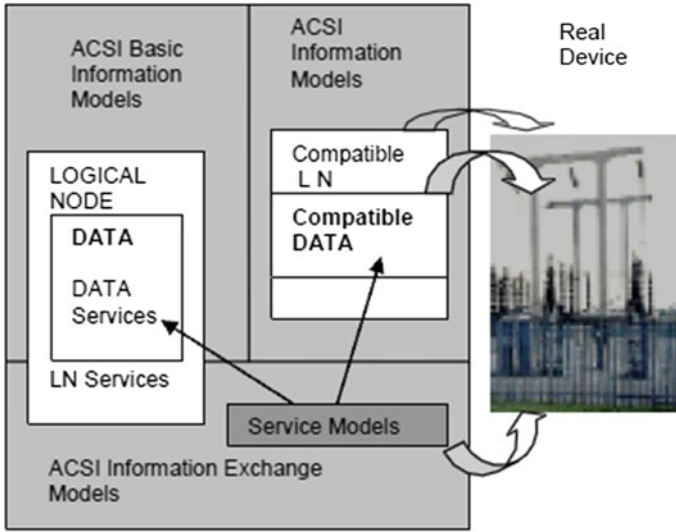 ACSI Basic
Information
Models
ACSI
Information
Models
Real
Device
LOGICAL
NODE
DATA
DATA
Services
LN Services
Compatible
L N
Compatible
DATA
Service Models
ACSI Information Exchange
Models